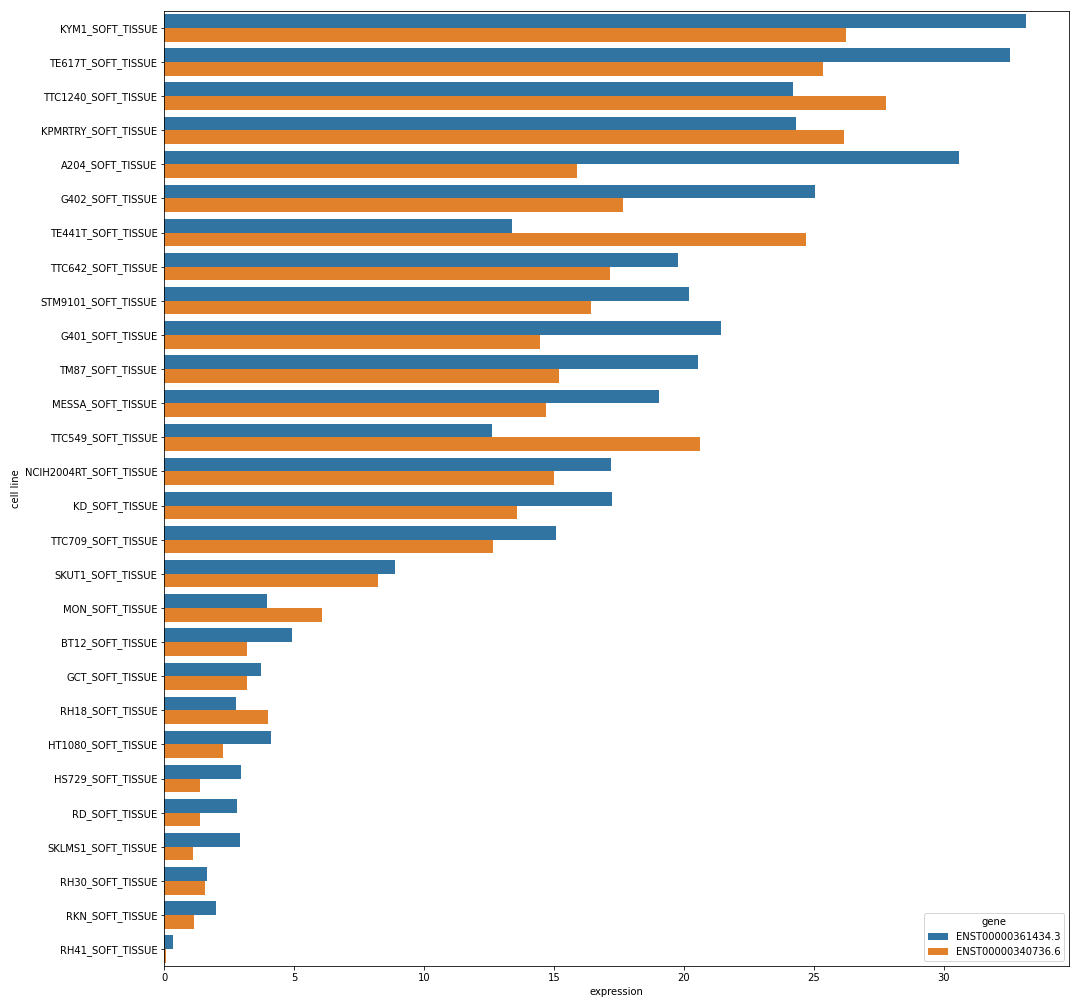 KYM1_SOFT_TISSUE
TE617T_SOFT_TISSUE
TTC1240_SOFT_TISSUE
KPMRTRY_SOFT_TISSUE
A204_SOFT_TISSUE
G402_SOFT_TISSUE
TE441T_SOFT_TISSUE
TTC642_SOFT_TISSUE
STM9101_SOFT_TISSUE
G401_SOFT_TISSUE
TM87_SOFT_TISSUE
MESSA_SOFT_TISSUE
TTC549_SOFT_TISSUE
NCIH2004RT_SOFT_TISSUE
KD_SOFT_TISSUE
TTC709_SOFT_TISSUE
SKUT1_SOFT_TISSUE
MON_SOFT_TISSUE
BT12_SOFT_TISSUE
GCT_SOFT_TISSUE
RH18_SOFT_TISSUE
HT1080_SOFT_TISSUE
HS729_SOFT_TISSUE
RD_SOFT_TISSUE
SKLMS1_SOFT_TISSUE
RH30_SOFT_TISSUE
RKN_SOFT_TISSUE
RH41_SOFT_TISSUE
cell line
0 5 10 15 20 25 30
expression
gene
ENST00000361434.3
ENST00000340736.6